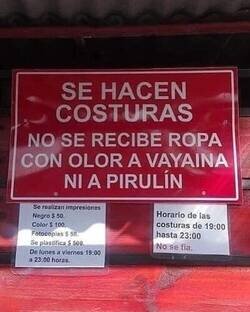 SE HACEN
COSTURAS
NO SE RECIBE ROPA
CON OLOR A VAYAINA
NI A PIRULÍN
Se realizan impresiones
Negro $ 50.
Color $ 100.
Fotocopias $ 50.
Se plastifica $ 500.
De lunes a viernes 19:00
a 23:00 horas.
Horario de las
costuras de 19:00
hasta 23:00
No se fia.